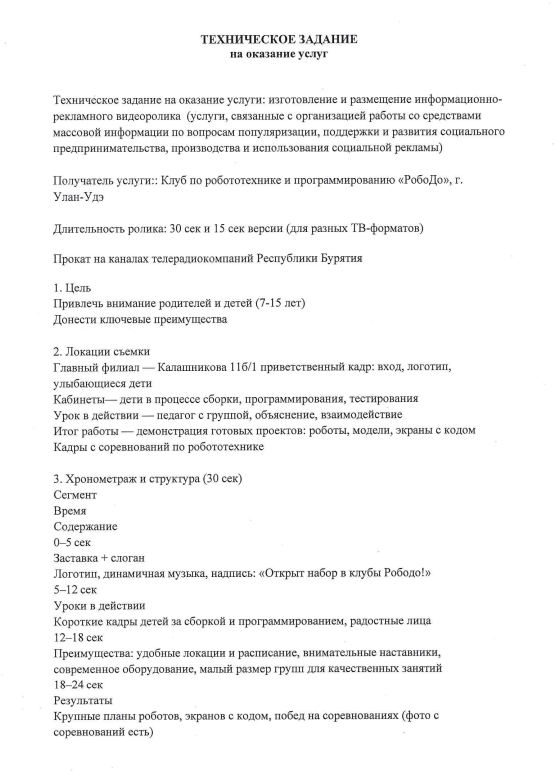 ТЕХНИЧЕСКОЕ ЗАДАНИЕ
на оказание услуг
Техническое задание на оказание услуги: изготовление и размещение информационно-
рекламного видеоролика (услуги, связанные с организацией работы со средствами
массовой информации по вопросам популяризации, поддержки и развития социального
предпринимательства, производства и использования социальной рекламы)
Получатель услуги:: Клуб по робототехнике и программированию «РобоДо», г.
Улан-Удэ
Длительность ролика: 30 сек и 15 сек версии (для разных ТВ-форматов)
Прокат на каналах телерадиокомпаний Республики Бурятия
1. Цель
Привлечь внимание родителей и детей (7-15 лет)
Донести ключевые преимущества
2. Локации съемки
Главный филиал — Калашникова 11б/1 приветственный кадр: вход, логотип,
улыбающиеся дети
Кабинеты— дети в процессе сборки, программирования, тестирования
Урок в действии — педагог с группой, объяснение, взаимодействие
Итог работы — демонстрация готовых проектов: роботы, модели, экраны с кодом
Кадры с соревнований по робототехнике
3. Хронометраж и структура (30 сек)
Сегмент
Время
Содержание
0–5 сек
Заставка + слоган
Логотип, динамичная музыка, надпись: «Открыт набор в клубы Рободо!»
5–12 сек
Уроки в действии
Короткие кадры детей за сборкой и программированием, радостные лица
12–18 сек
Преимущества: удобные локации и расписание, внимательные наставники,
современное оборудование, малый размер групп для качественных занятий
18–24 сек
Результаты
Крупные планы роботов, экранов с кодом, побед на соревнованиях (фото с
соревнований есть)